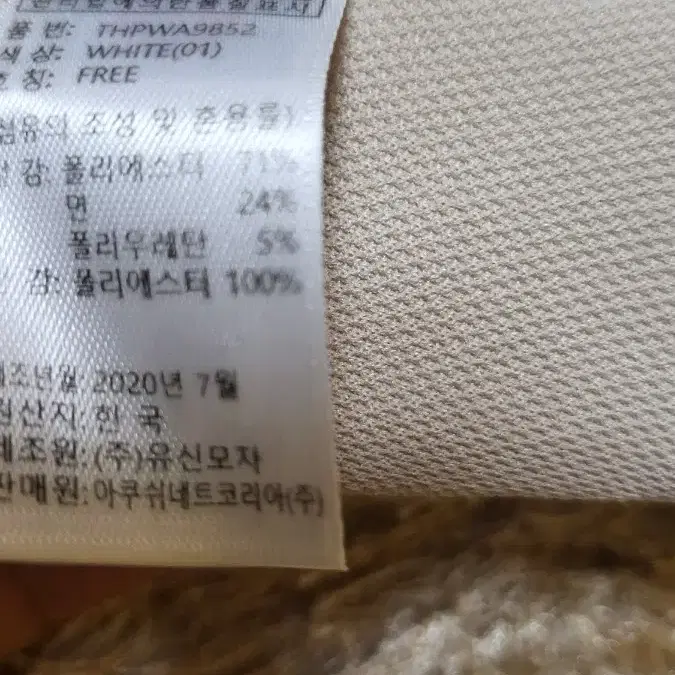 품 번: THPWA9852
색 상: WHITE(01)
호칭: FREE
섬유의 조성 및 혼용률)
감: 폴리에스터 71%
면 24%
폴리우레탄 5%
감: 폴리에스터 100%
제조년월: 2020년 7월
원산지: 한 국
제조원: (주)유신모자
판매원: 아쿠쉬네트코리아(주)